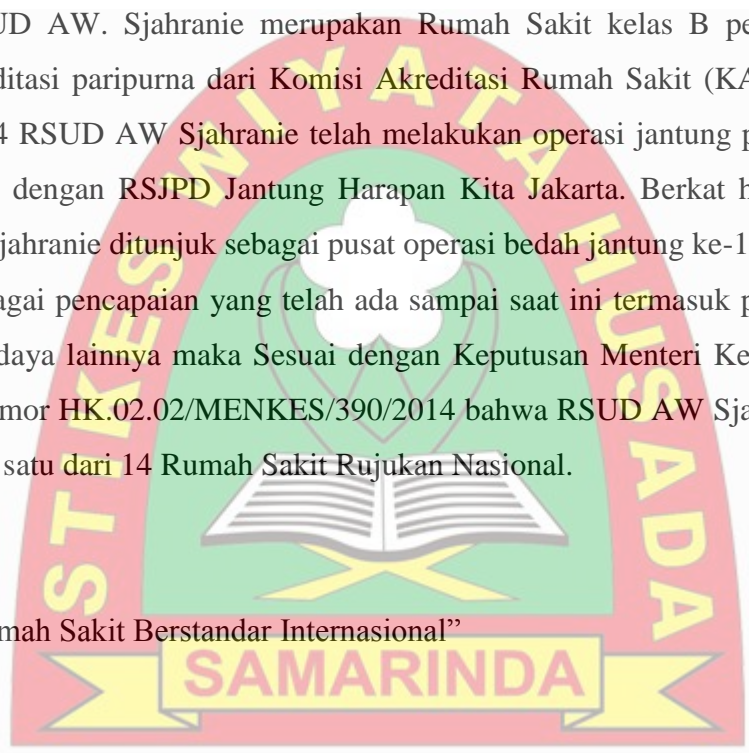 UD AW. Sjahranie merupakan Rumah Sakit kelas B pe
ditasi paripurna dari Komisi Akreditasi Rumah Sakit (KA
4 RSUD AW Sjahranie telah melakukan operasi jantung p
dengan RSJPD Jantung Harapan Kita Jakarta. Berkat h
jahranie ditunjuk sebagai pusat operasi bedah jantung ke-1
agai pencapaian yang telah ada sampai saat ini termasuk p
daya lainnya maka Sesuai dengan Keputusan Menteri Ke
mor HK.02.02/MENKES/390/2014 bahwa RSUD AW Sja
satu dari 14 Rumah Sakit Rujukan Nasional.
mah Sakit Berstandar Internasional”
STIKES WIYATA HUSADA
SAMARINDA